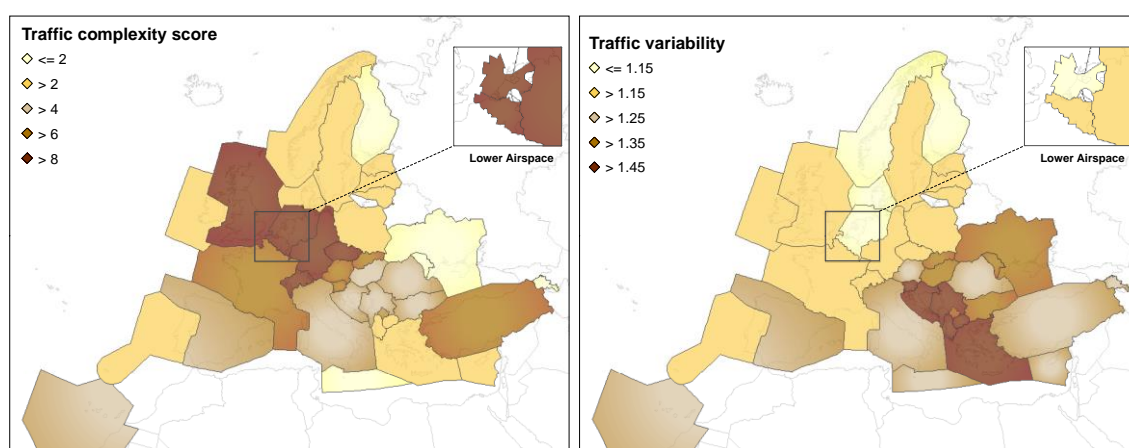 Traffic complexity score
<= 2
> 2
> 4
> 6
> 8
Lower Airspace
Traffic variability
<= 1.15
> 1.15
> 1.25
> 1.35
> 1.45
Lower Airspace